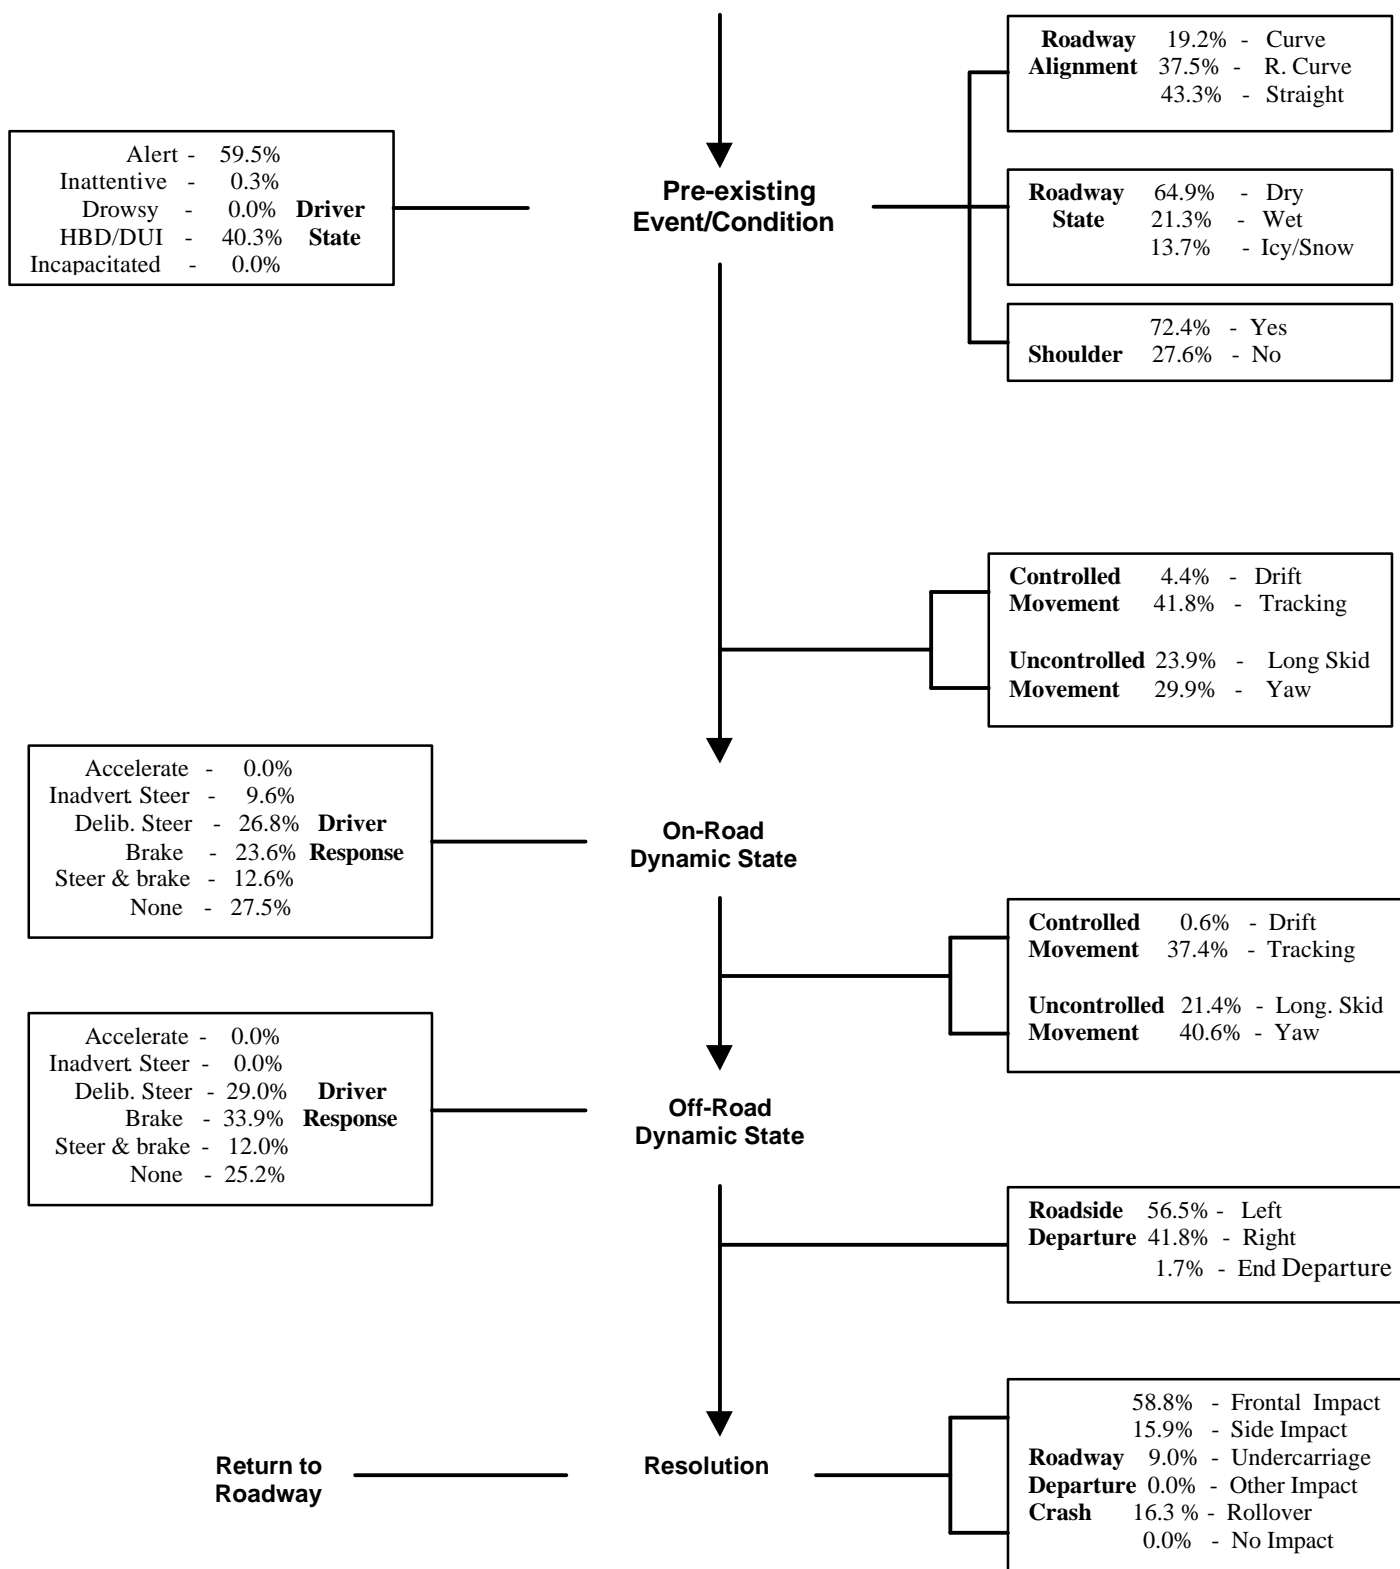 Roadway 19.2% - Curve
Alignment 37.5% - R. Curve
43.3% - Straight
Alert - 59.5%
Inattentive - 0.3%
Drowsy - 0.0% Driver
HBD/DUI - 40.3% State
Incapacitated - 0.0%
Pre-existing
Event/Condition
Roadway 64.9% - Dry
State 21.3% - Wet
13.7% - Icy/Snow
72.4% - Yes
Shoulder 27.6% - No
Controlled 4.4% - Drift
Movement 41.8% - Tracking
Uncontrolled 23.9% - Long Skid
Movement 29.9% - Yaw
Accelerate - 0.0%
Inadvert. Steer - 9.6%
Delib. Steer - 26.8% Driver
Brake - 23.6% Response
Steer & brake - 12.6%
None - 27.5%
On-Road
Dynamic State
Controlled 0.6% - Drift
Movement 37.4% - Tracking
Uncontrolled 21.4% - Long. Skid
Movement 40.6% - Yaw
Accelerate - 0.0%
Inadvert. Steer - 0.0%
Delib. Steer - 29.0% Driver
Brake - 33.9% Response
Steer & brake - 12.0%
None - 25.2%
Off-Road
Dynamic State
Roadside 56.5% - Left
Departure 41.8% - Right
1.7% - End Departure
Return to
Roadway
Resolution
58.8% - Frontal Impact
15.9% - Side Impact
Roadway 9.0% - Undercarriage
Departure 0.0% - Other Impact
Crash 16.3 % - Rollover
0.0% - No Impact